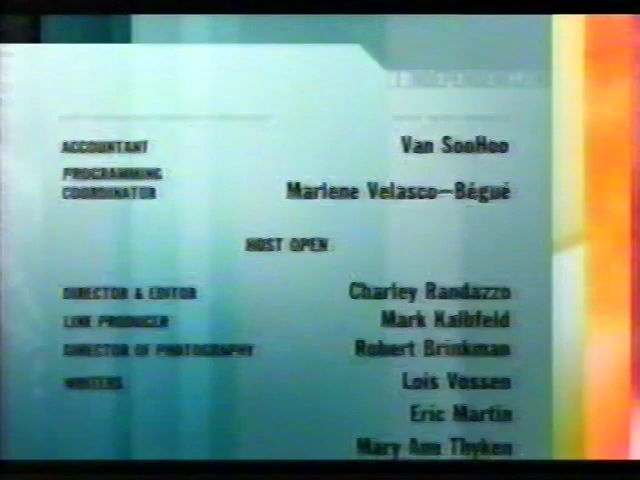 ACCOUNTANT Van SooHoo
PROGRAMMING
COORDINATOR Marlene Velasco-Bégué
HOST OPEN
DIRECTOR & EDITOR Charley Randazzo
LINE PRODUCER Mark Kalbfeld
DIRECTOR OF PHOTOGRAPHY Robert Brinkman
WRITERS Lois Vossen
Eric Martin
Mary Ann Thyken